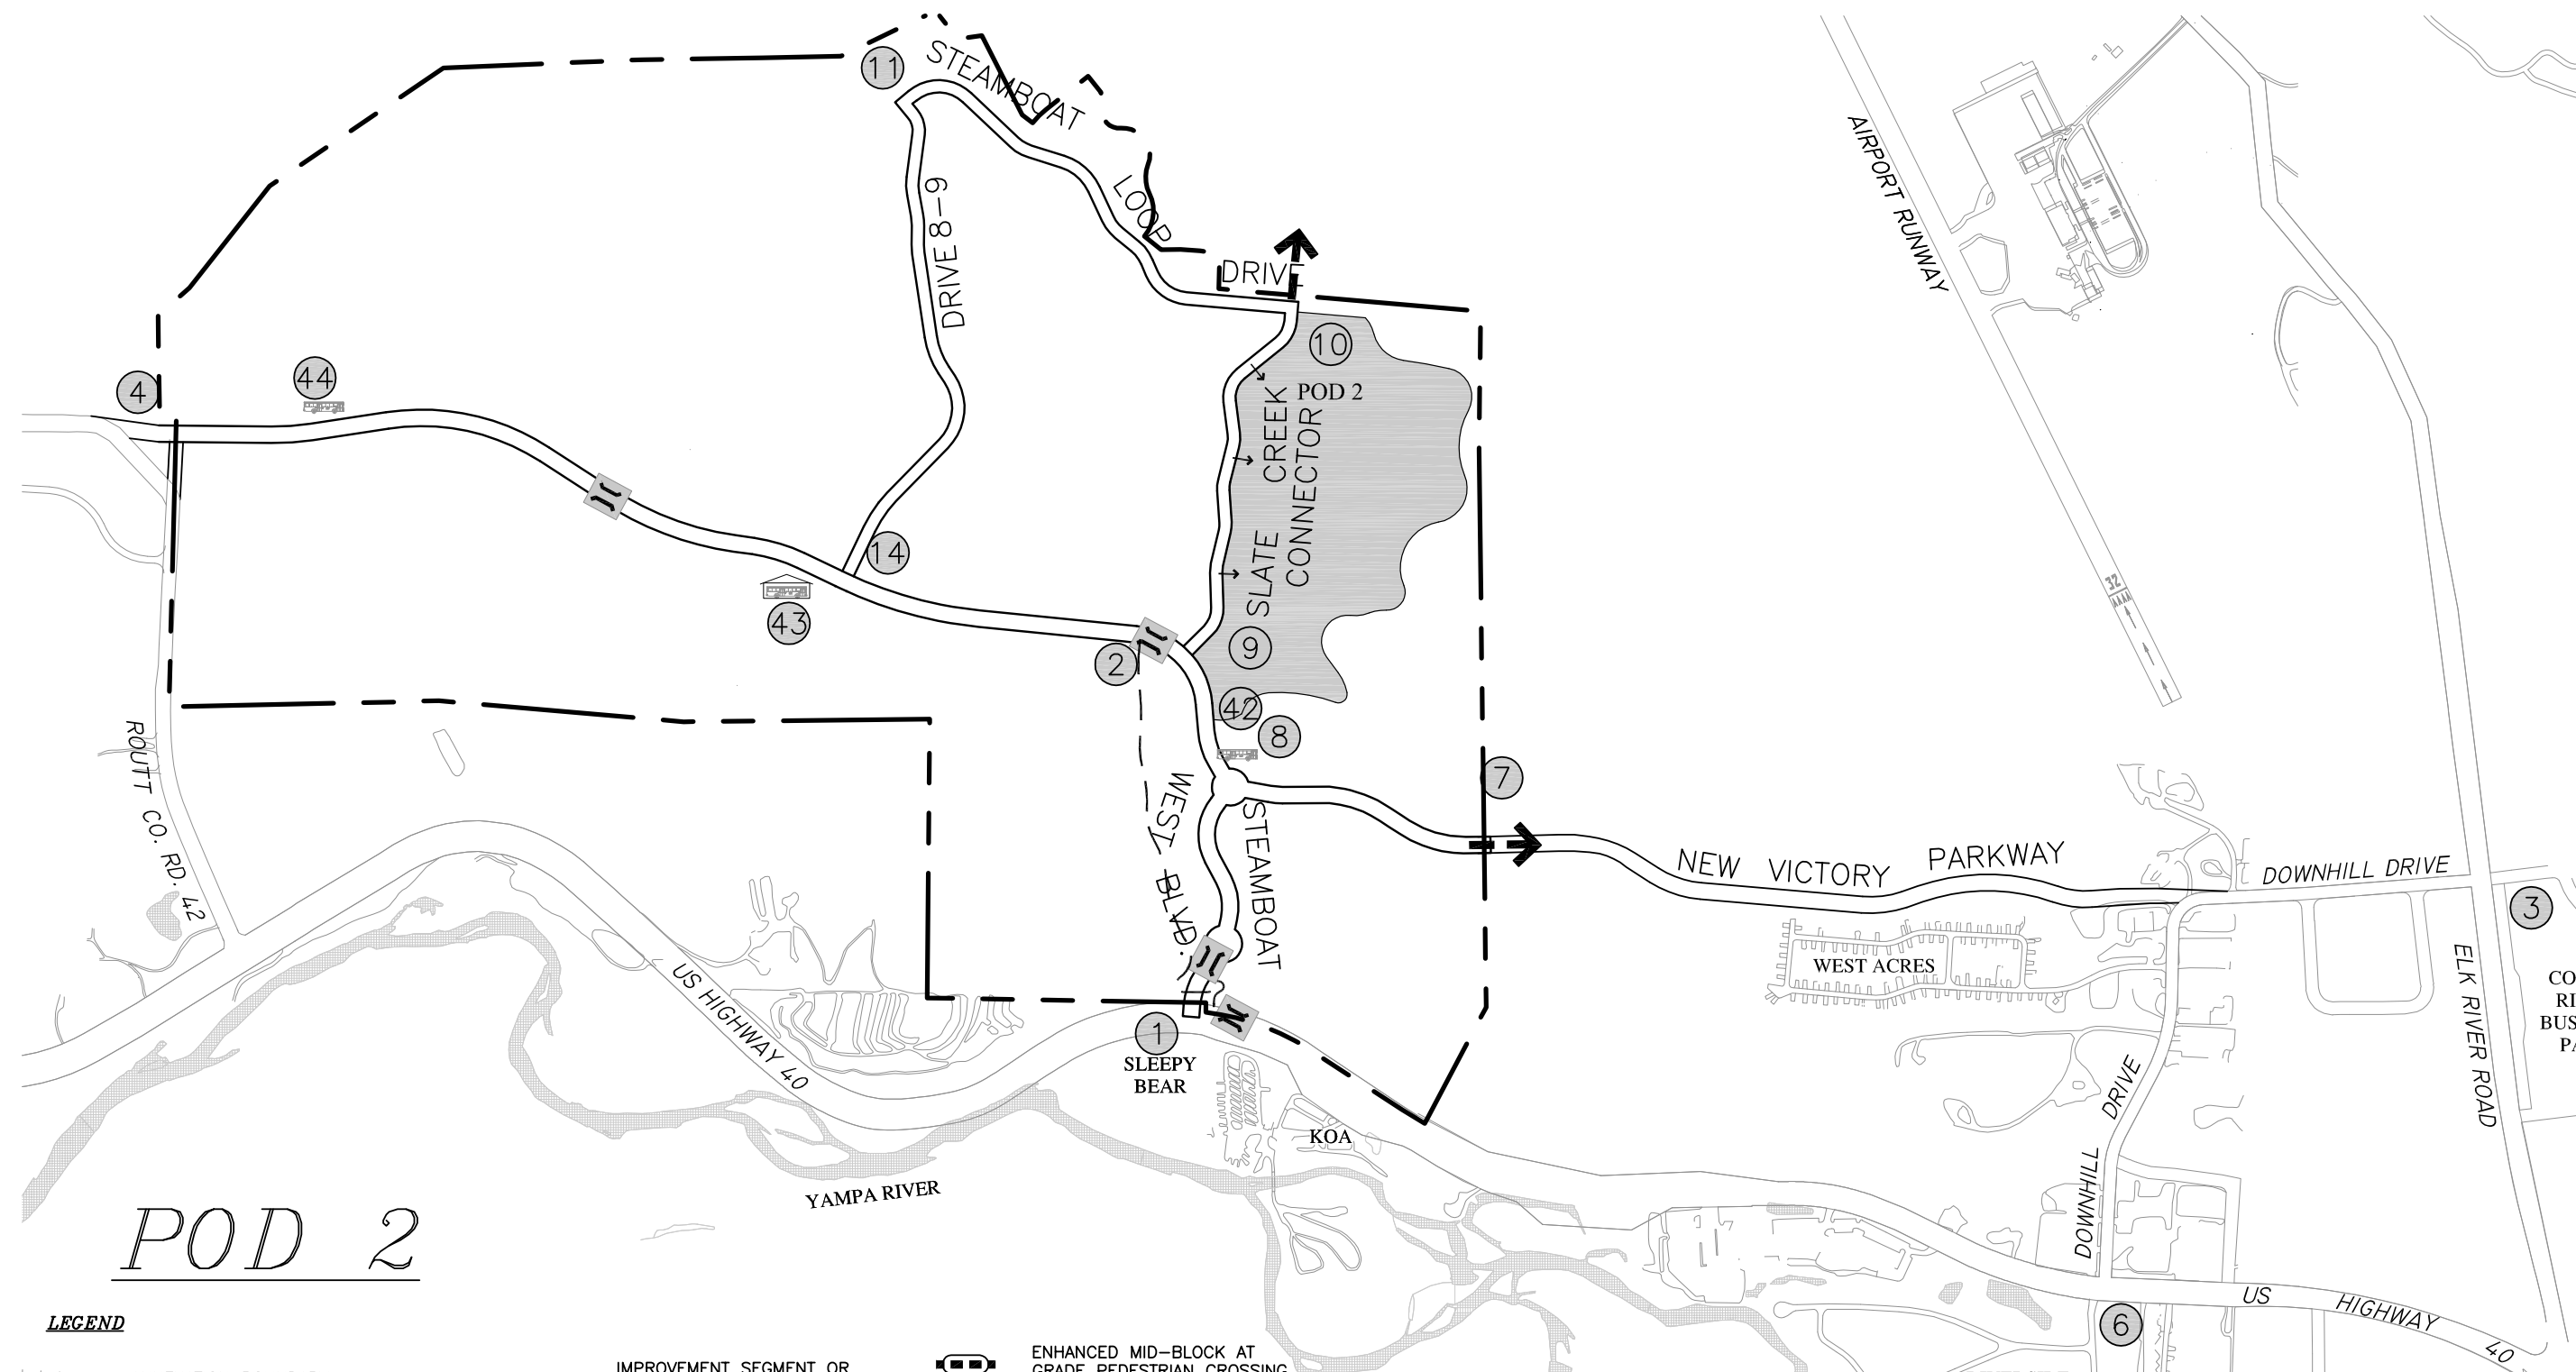 11
STEAMBOAT
LOOP
DRIVE
DRIVE 8-9
AIRPORT RUNWAY
10
POD 2
SLATE CREEK
CONNECTOR
4
44
14
43
2
9
42
8
7
32
ROUTT CO. RD. 42
WEST
BLVD.
STEAMBOAT
NEW VICTORY PARKWAY
DOWNHILL DRIVE
3
WEST ACRES
ELK RIVER ROAD
US HIGHWAY 40
1
SLEEPY
BEAR
KOA
YAMPA RIVER
DOWNHILL DRIVE
US HIGHWAY 40
6
POD 2
LEGEND
IMPROVEMENT SEGMENT OR
ENHANCED MID-BLOCK AT
GRADE PEDESTRIAN CROSSING